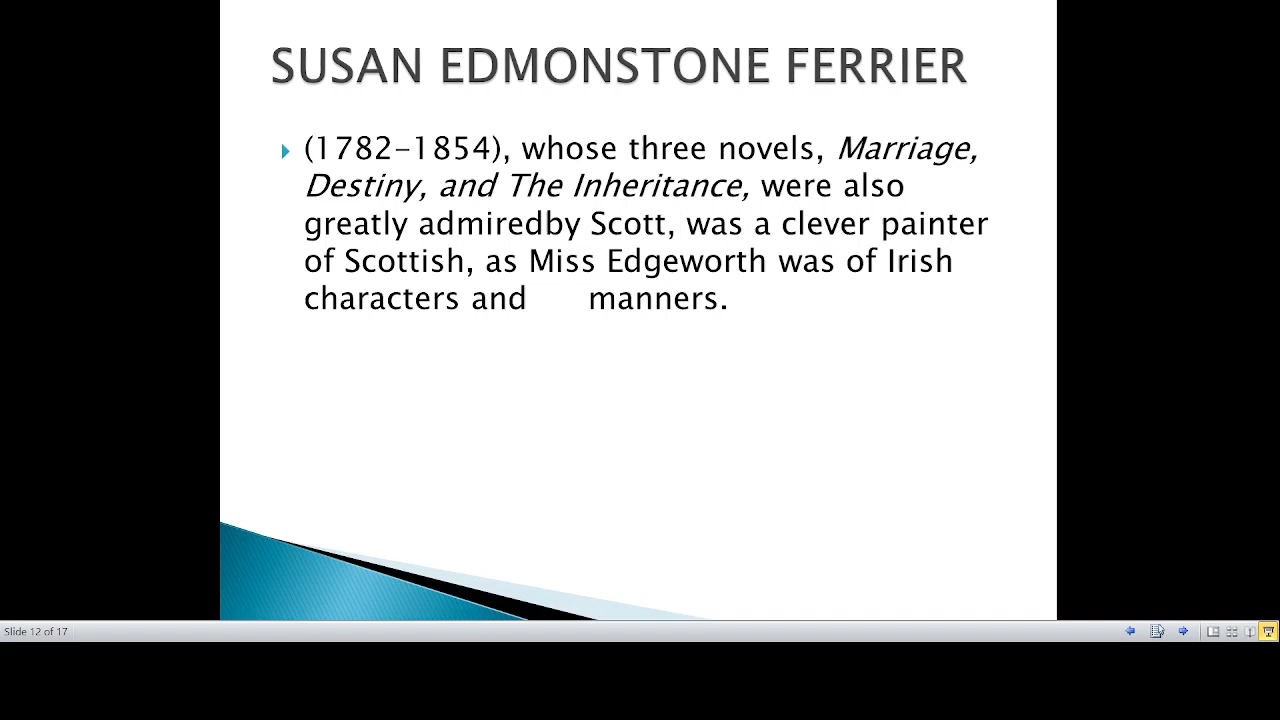 SUSAN EDMONSTONE FERRIER
(1782-1854), whose three novels, Marriage,
Destiny, and The Inheritance, were also
greatly admiredby Scott, was a clever painter
of Scottish, as Miss Edgeworth was of Irish
characters and manners.
Slide 12 of 17